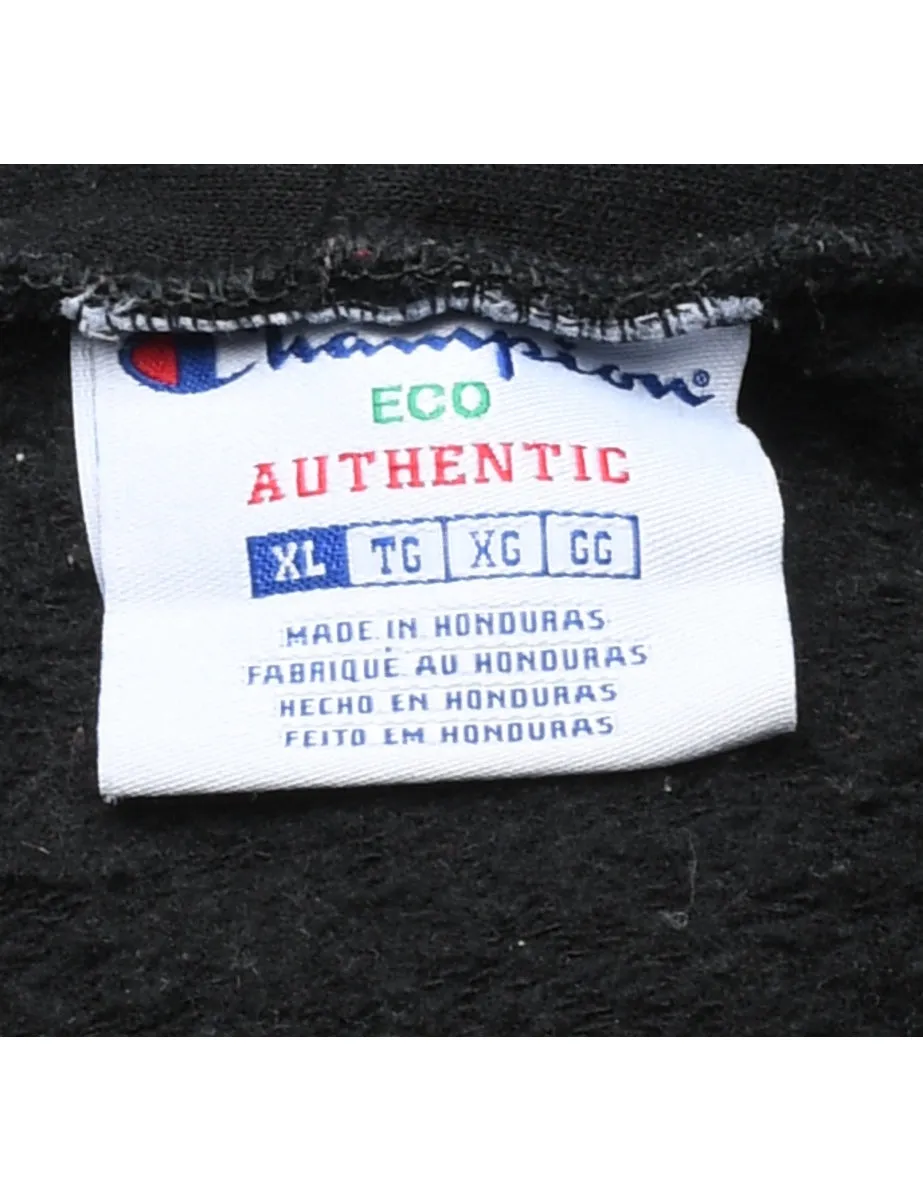 Champion®
ECO
AUTHENTIC
XL TG XG GG
MADE IN HONDURAS
FABRIQUÉ AU HONDURAS
HECHO EN HONDURAS
FEITO EM HONDURAS